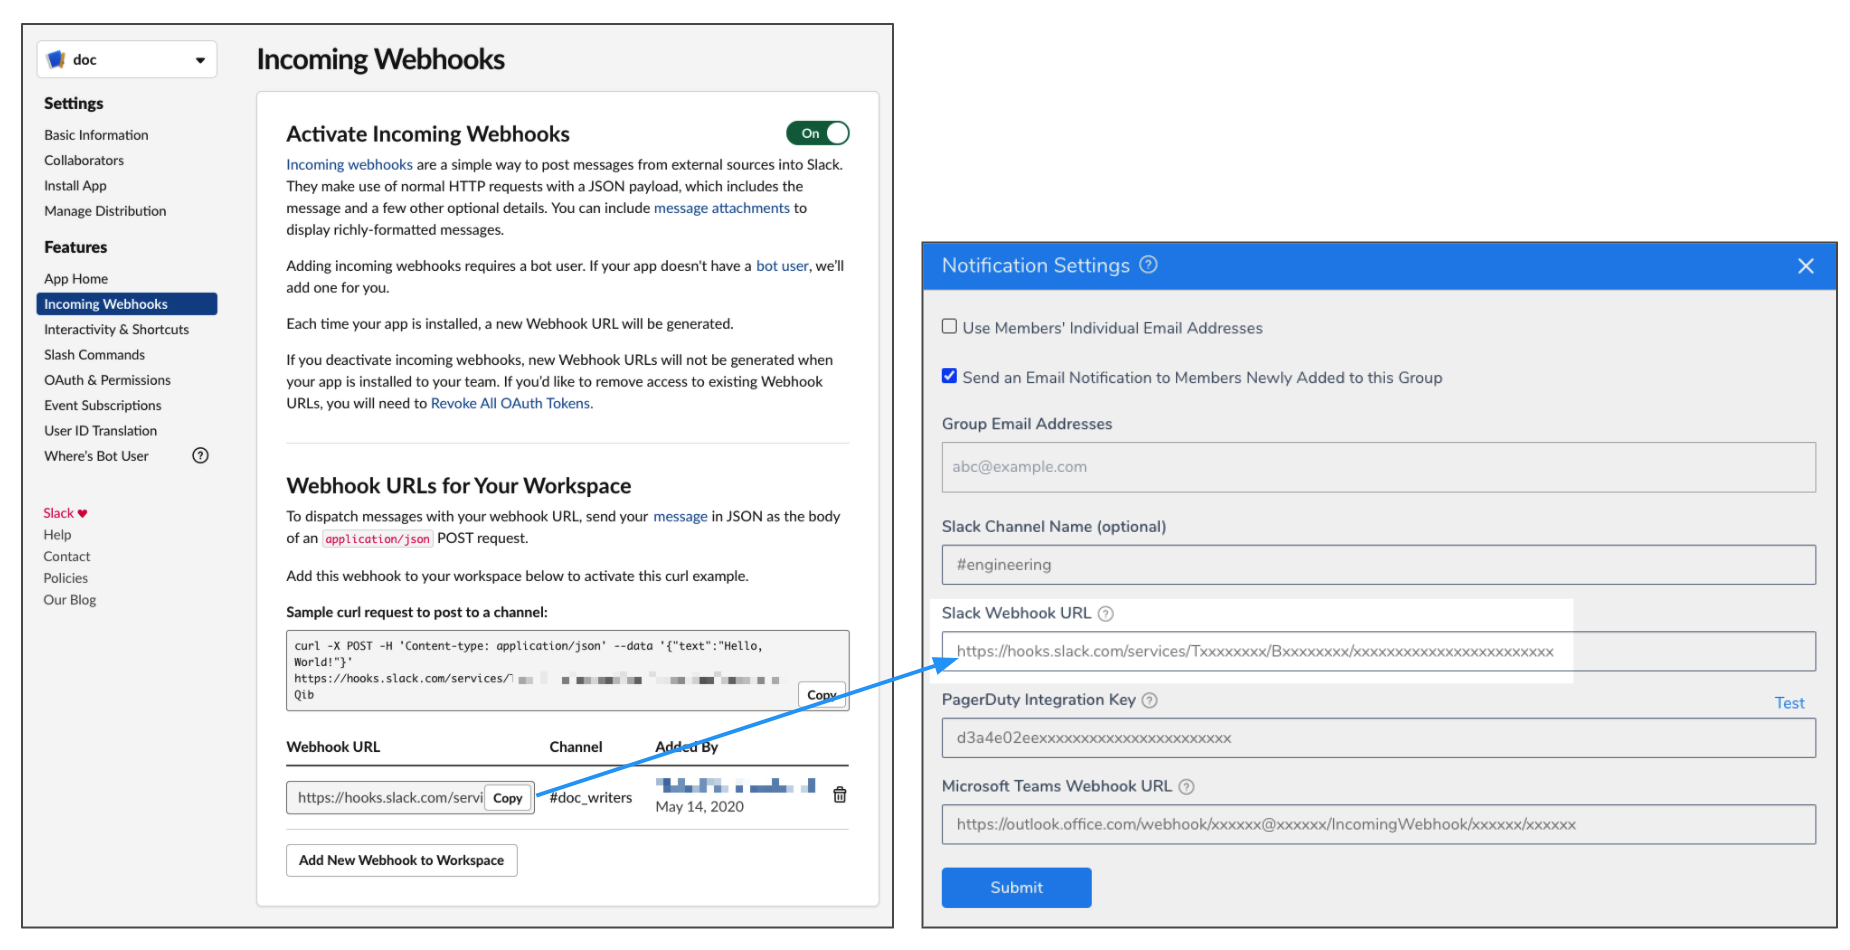 doc
Settings
Basic Information
Collaborators
Install App
Manage Distribution
Features
App Home
Incoming Webhooks
Interactivity & Shortcuts
Slash Commands
OAuth & Permissions
Event Subscriptions
User ID Translation
Where's Bot User ?
Slack ♥
Help
Contact
Policies
Our Blog
Incoming Webhooks
Activate Incoming Webhooks
On
Incoming webhooks are a simple way to post messages from external sources into Slack.
They make use of normal HTTP requests with a JSON payload, which includes the
message and a few other optional details. You can include message attachments to
display richly-formatted messages.
Adding incoming webhooks requires a bot user. If your app doesn't have a bot user, we'll
add one for you.
Each time your app is installed, a new Webhook URL will be generated.
If you deactivate incoming webhooks, new Webhook URLs will not be generated when
your app is installed to your team. If you'd like to remove access to existing Webhook
URLs, you will need to Revoke All OAuth Tokens.
Webhook URLs for Your Workspace
To dispatch messages with your webhook URL, send your message in JSON as the body
of an application/json POST request.
Add this webhook to your workspace below to activate this curl example.
Sample curl request to post to a channel:
curl -X POST -H 'Content-type: application/json' --data '{"text":"Hello,
World!"}'
https://hooks.slack.com/services/
Qib
Copy
Webhook URL Channel Added By
https://hooks.slack.com/servi Copy #doc_writers
May 14, 2020
Add New Webhook to Workspace
Notification Settings ?
Use Members' Individual Email Addresses
Send an Email Notification to Members Newly Added to this Group
Group Email Addresses
abc@example.com
Slack Channel Name (optional)
#engineering
Slack Webhook URL ?
https://hooks.slack.com/services/Txxxxxxxx/Bxxxxxxxx/xxxxxxxxxxxxxxxxxxxxxxxx
PagerDuty Integration Key ? Test
d3a4e02eexxxxxxxxxxxxxxxxxxxxxxx
Microsoft Teams Webhook URL ?
https://outlook.office.com/webhook/xxxxxx@xxxxxx/IncomingWebhook/xxxxxx/xxxxxx
Submit